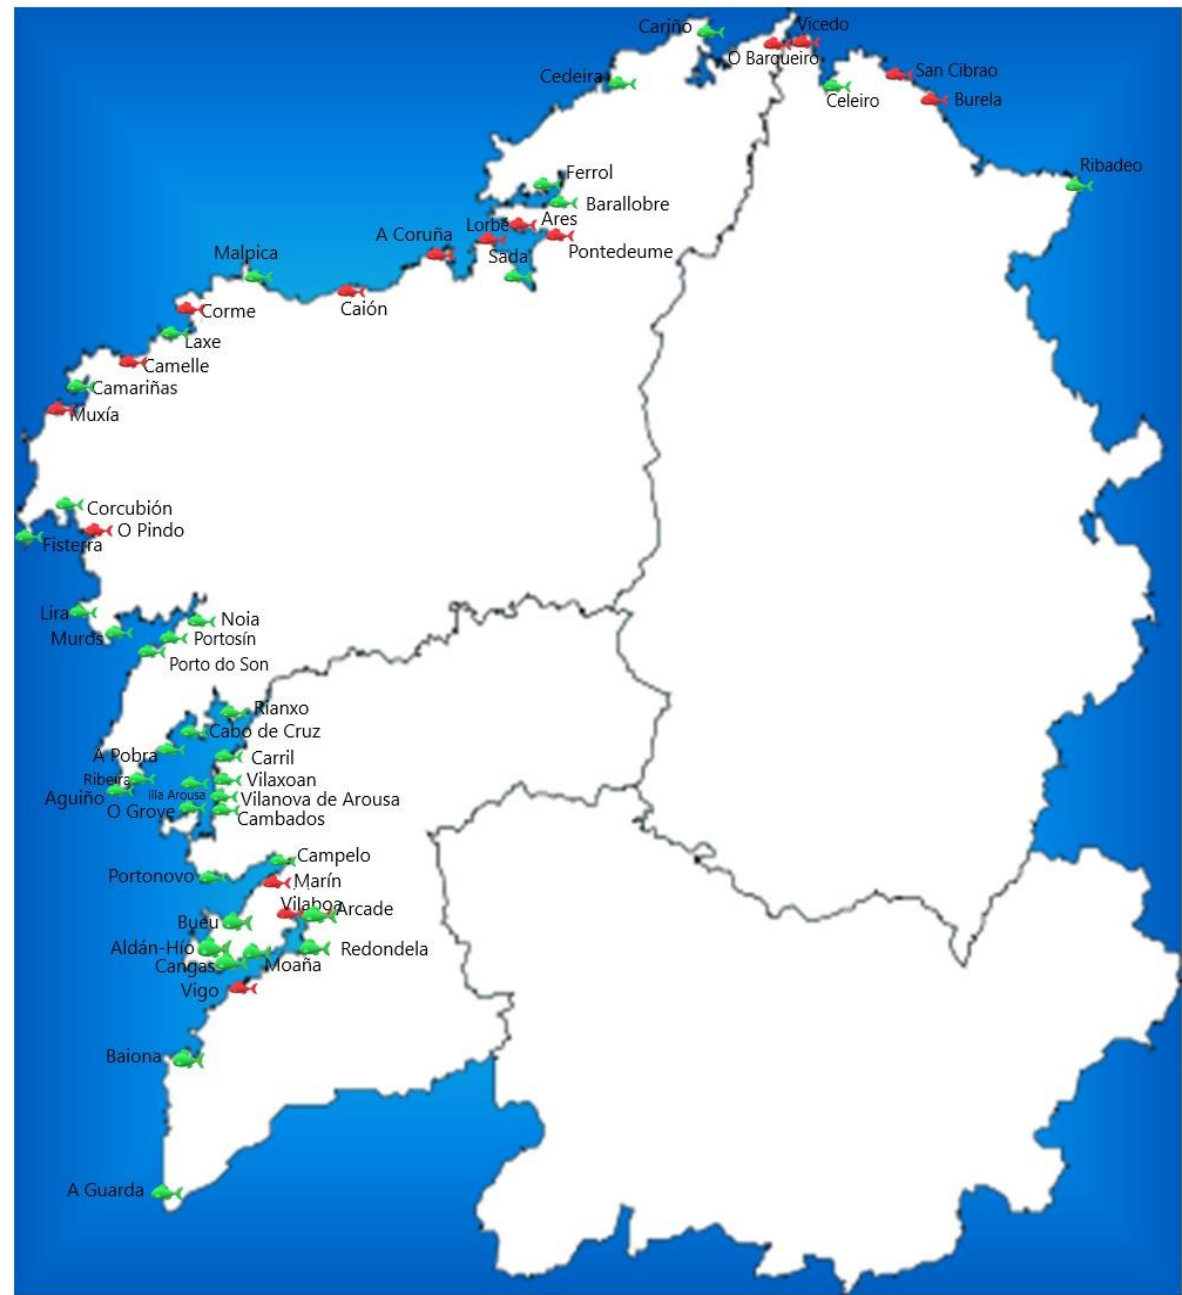 Cariño
Vicedo
O Barqueiro
San Cibrao
Cedeira
Celeiro
Burela
Ribadeo
Ferrol
Barallobre
Lorbé
Ares
A Coruña
Pontedeume
Malpica
Sada
Corme
Caión
Laxe
Camelle
Camariñas
Muxía
Corcubión
O Pindo
Fisterra
Lira
Noia
Muros
Portosín
Porto do Son
Rianxo
Cabo de Cruz
A Pobra
Carril
Ribeira
Vilaxoan
Aguiño
Illa Arousa
Vilanova de Arousa
O Grove
Cambados
Campelo
Portonovo
Marín
Vilaboa
Arcade
Bueu
Aldán-Hío
Redondela
Cangas
Moaña
Vigo
Baiona
A Guarda